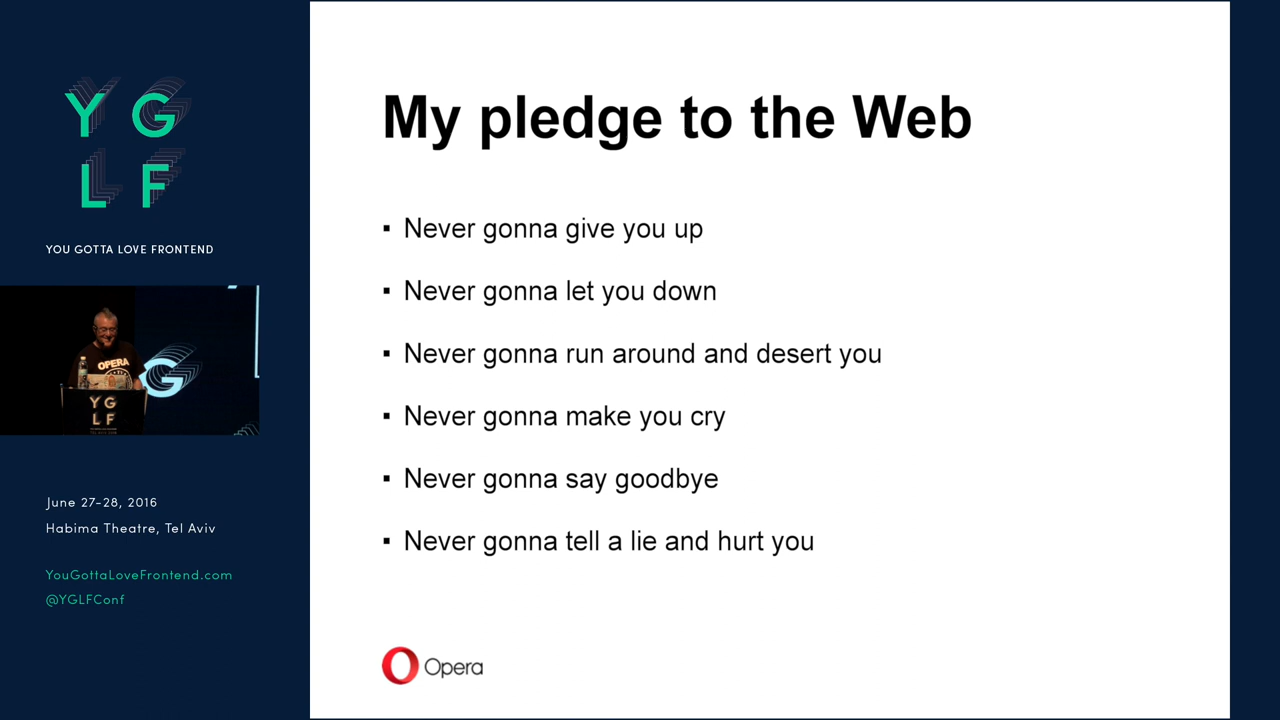 Y G
L F
YOU GOTTA LOVE FRONTEND
OPERA
G
Y G
L F
June 27-28, 2016
Habima Theatre, Tel Aviv
YouGottaLoveFrontend.com
@YGLFConf
My pledge to the Web
▪ Never gonna give you up
▪ Never gonna let you down
▪ Never gonna run around and desert you
▪ Never gonna make you cry
▪ Never gonna say goodbye
▪ Never gonna tell a lie and hurt you
Opera